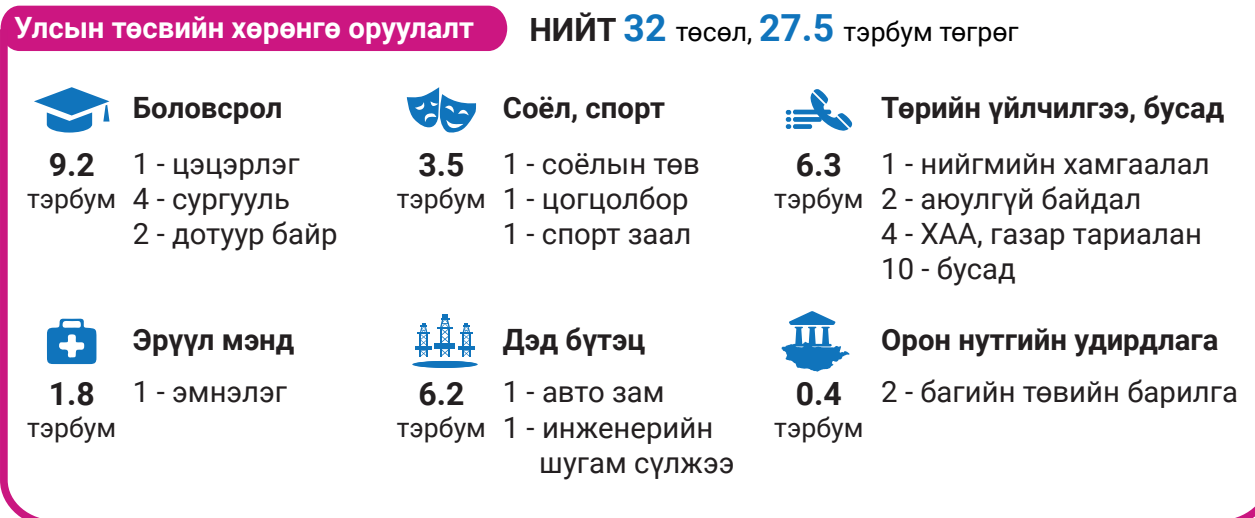 Улсын төсвийн хөрөнгө оруулалт
НИЙТ 32 төсөл, 27.5 тэрбум төгрөг
Боловсрол
9.2 тэрбум
1 - цэцэрлэг
4 - сургууль
2 - дотуур байр
Соёл, спорт
3.5 тэрбум
1 - соёлын төв
1 - цогцолбор
1 - спорт заал
Төрийн үйлчилгээ, бусад
6.3 тэрбум
1 - нийгмийн хамгаалал
2 - аюулгүй байдал
4 - ХАА, газар тариалан
10 - бусад
Эрүүл мэнд
1.8 тэрбум
1 - эмнэлэг
Дэд бүтэц
6.2 тэрбум
1 - авто зам
1 - инженерийн
шугам сүлжээ
Орон нутгийн удирдлага
0.4 тэрбум
2 - багийн төвийн барилга